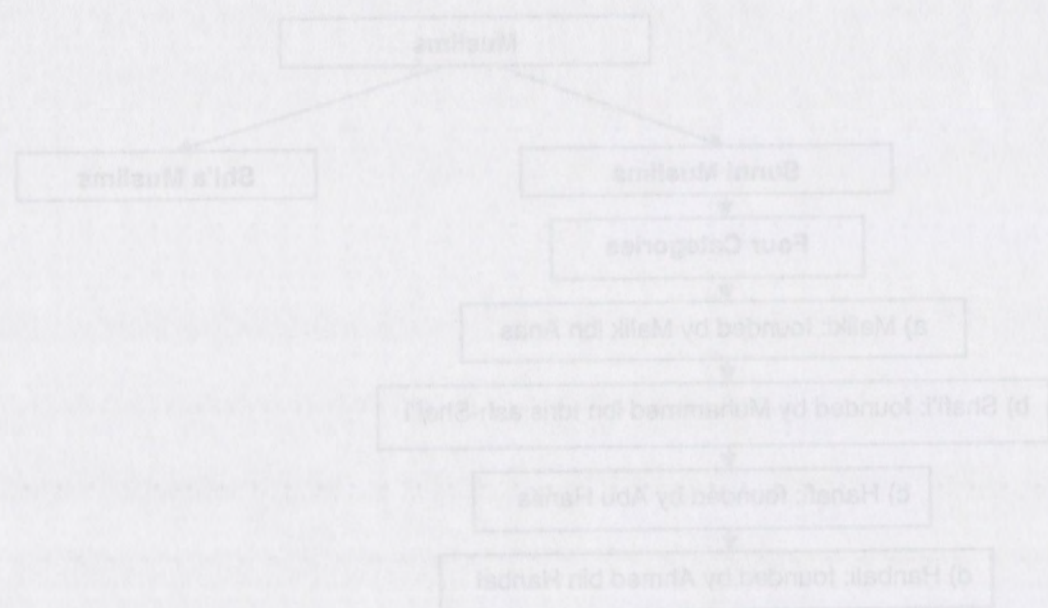 Muslims
Shi'a Muslims
Sunni Muslims
Four Categories
a) Maliki: founded by Malik ibn Anas
b) Shafi'i: founded by Muhammed ibn Idris ash-Shafi'i
c) Hanafi: founded by Abu Hanifa
d) Hanbali: founded by Ahmed bin Hanbal